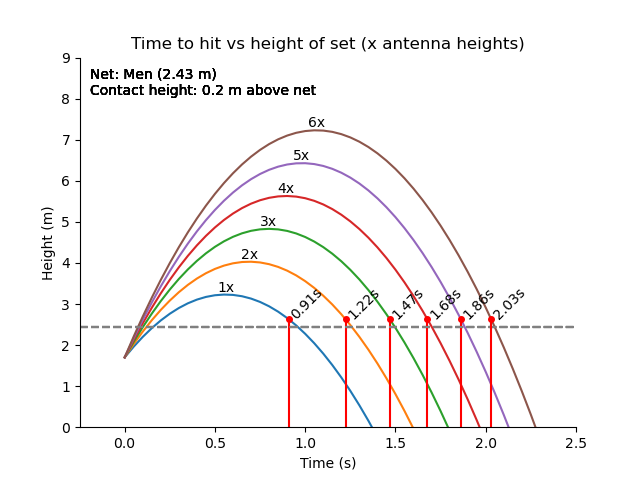 Time to hit vs height of set (x antenna heights)
Net: Men (2.43 m)
Contact height: 0.2 m above net
6x
5x
4x
3x
2x
1x
0.91s
1.22s
1.47s
1.68s
1.86s
2.03s
9
8
7
6
5
4
3
2
1
0
Height (m)
0.0 0.5 1.0 1.5 2.0 2.5
Time (s)